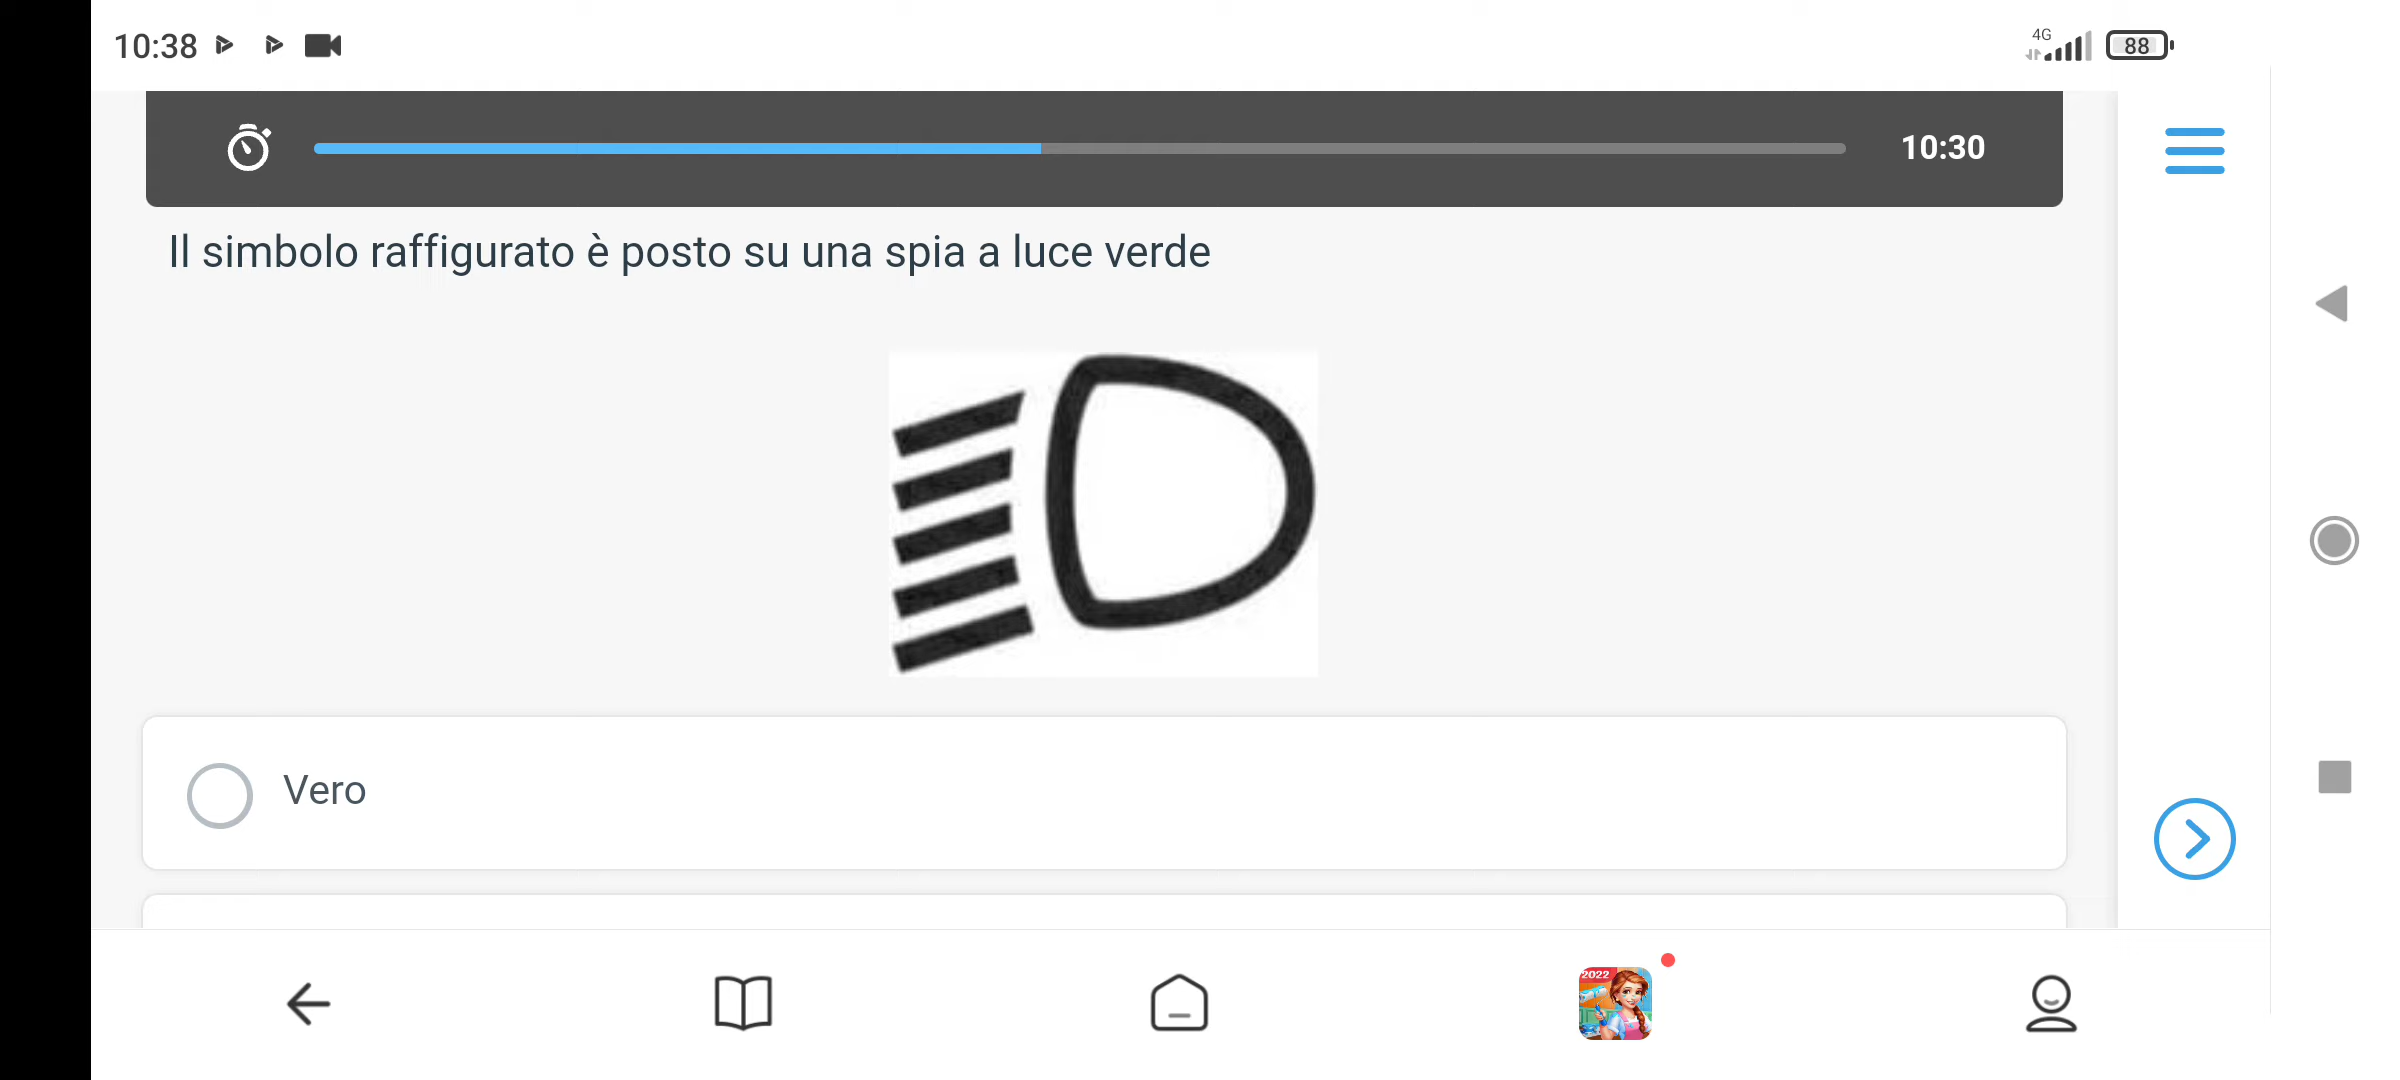 10:38
4G
88
10:30
Il simbolo raffigurato è posto su una spia a luce verde
Vero
2022